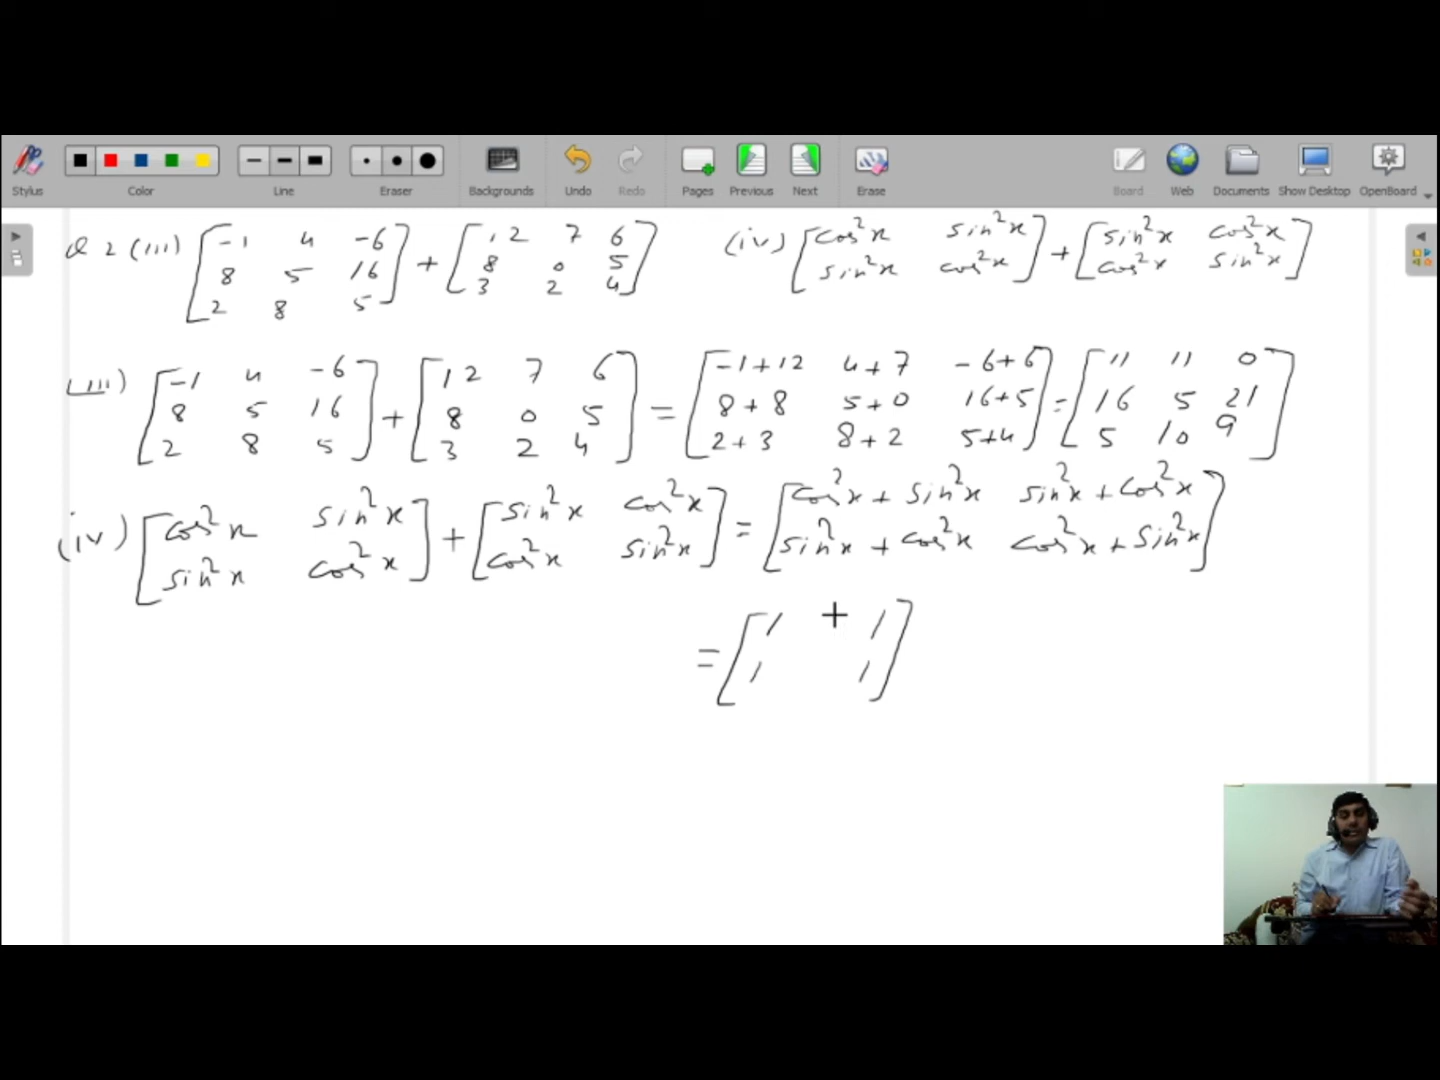 Stylus Color Line Eraser Backgrounds Undo Redo Pages Previous Next Erase Board Web Documents Show Desktop OpenBoard
Q 2 (iii) [-1 4 -6 + [12 7 6 (iv) [cos²x sin²x] + [sin²x cos²x]
8 5 16 8 0 5 sin²x cos²x cos²x sin²x
2 8 5] 3 2 4]
(iii) [-1 4 -6 + [12 7 6 = [-1+12 4+7 -6+6 = [11 11 0
8 5 16 8 0 5 8+8 5+0 16+5 16 5 21
2 8 5] 3 2 4] 2+3 8+2 5+4] 5 10 9]
(iv) [cos²x sin²x + [sin²x cos²x = [cos²x + sin²x sin²x + cos²x
sin²x cos²x] cos²x sin²x] sin²x + cos²x cos²x + sin²x]
= [1 1
1 1]